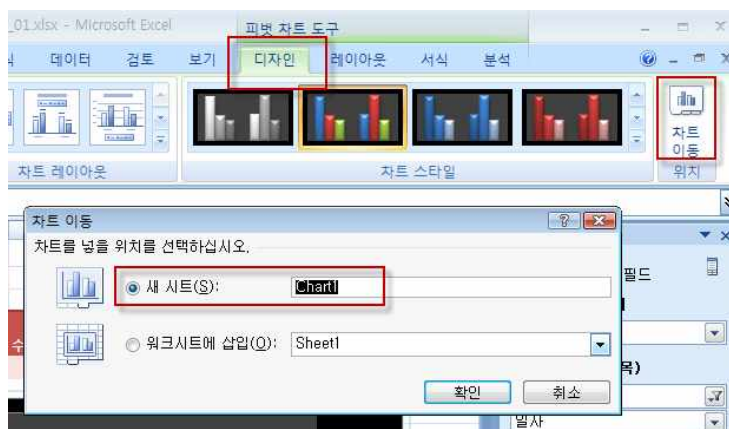 _01.xlsx - Microsoft Excel
피벗 차트 도구
데이터 검토 보기 디자인 레이아웃 서식 분석
차트
이동
차트 레이아웃 차트 스타일 위치
차트 이동
차트를 넣을 위치를 선택하십시오.
새 시트(S): Chart1
필드
워크시트에 삽입(O): Sheet1
수
목)
확인 취소